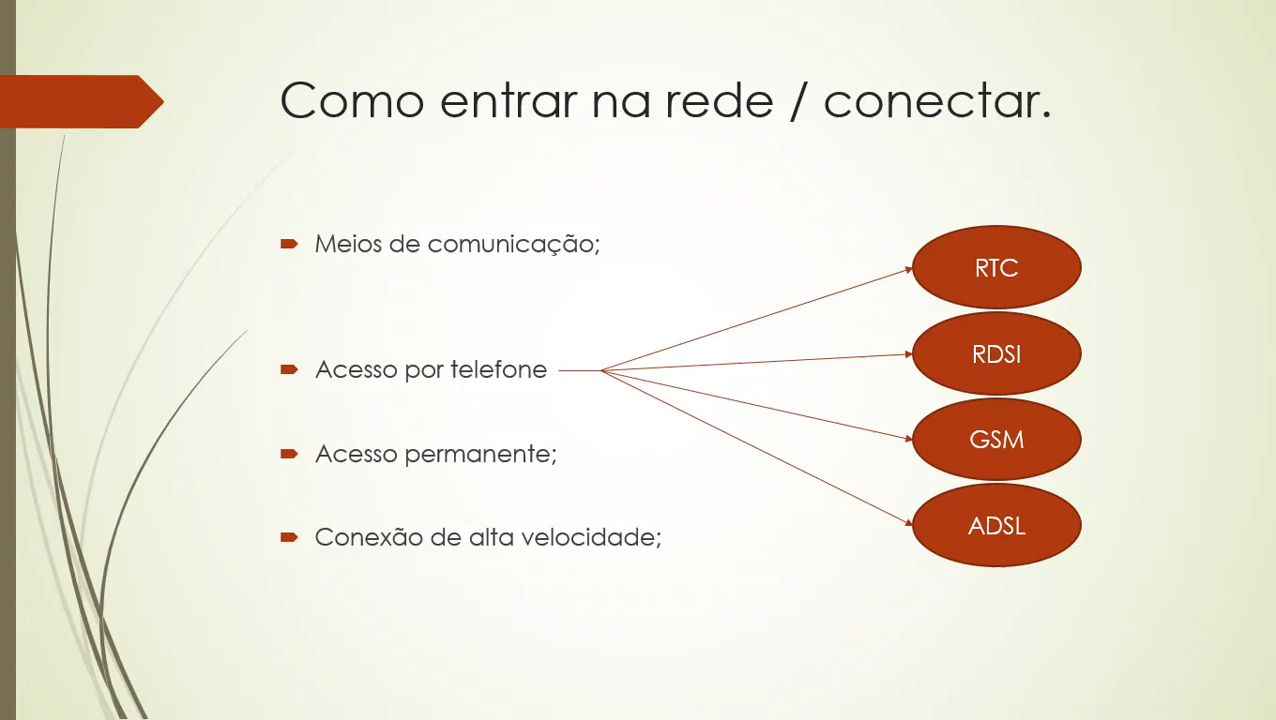 Como entrar na rede / conectar.
Meios de comunicação;
Acesso por telefone
Acesso permanente;
Conexão de alta velocidade;
RTC
RDSI
GSM
ADSL